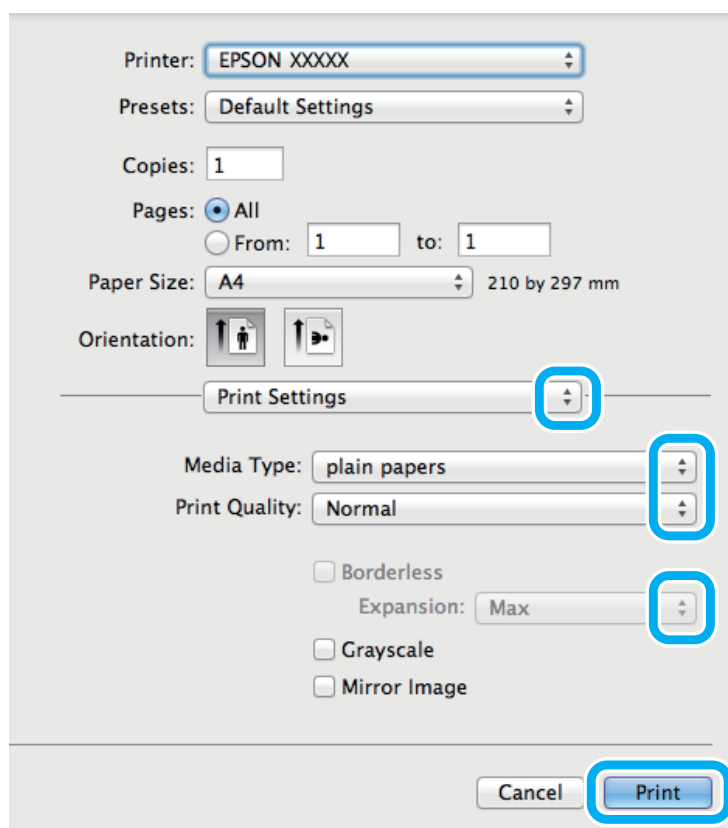 Printer: EPSON XXXXX
Presets: Default Settings
Copies: 1
Pages: All
From: 1 to: 1
Paper Size: A4 210 by 297 mm
Orientation:
Print Settings
Media Type: plain papers
Print Quality: Normal
Borderless
Expansion: Max
Grayscale
Mirror Image
Cancel Print